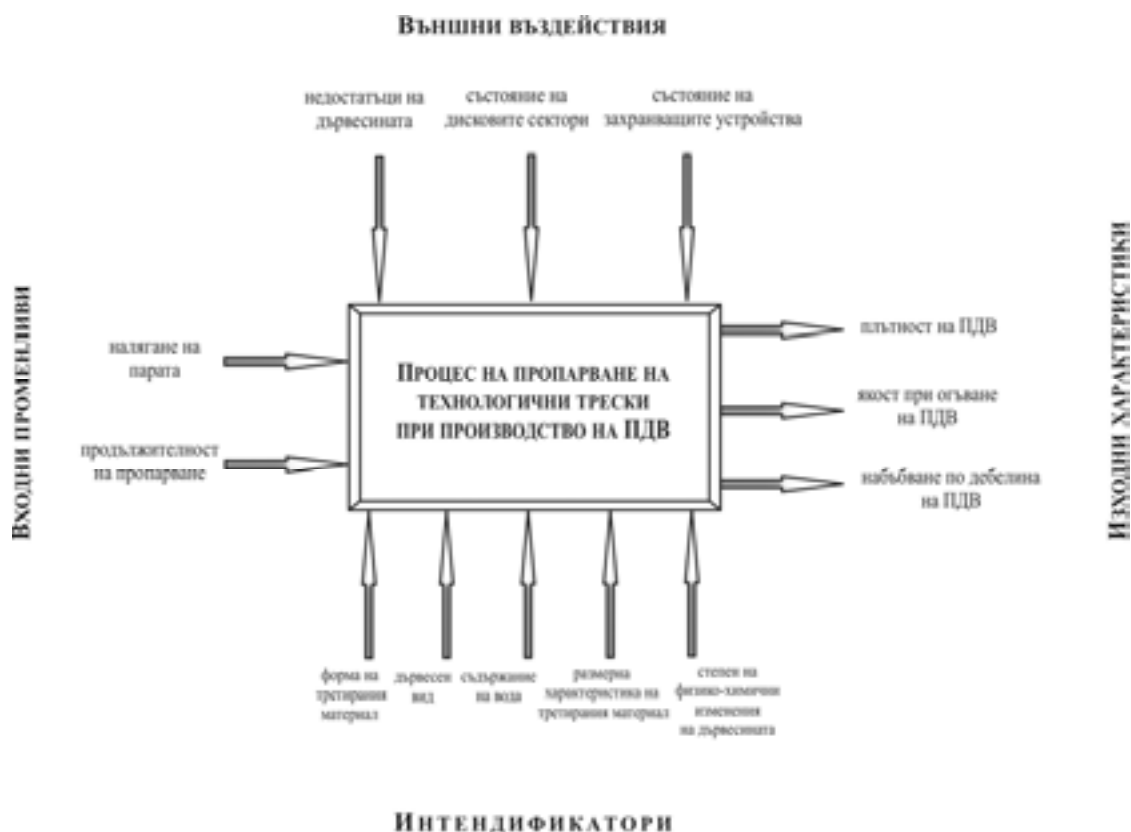 Външни въздействия
недостатъци на
дървесината
състояние на
дисковите сектори
състояние на
захранващите устройства
Входни променливи
налягане на
парата
продължителност
на пропарване
Процес на пропарване на
технологични трески
при производство на ПДВ
плътност на ПДВ
якост при огъване
на ПДВ
набъбване по дебелина
на ПДВ
Изходни характеристики
форма на
третирания
материал
дървесен
вид
съдържание
на вода
размерна
характеристика на
третирания материал
степен на
физико-химични
изменения
на дървесината
Интендификатори